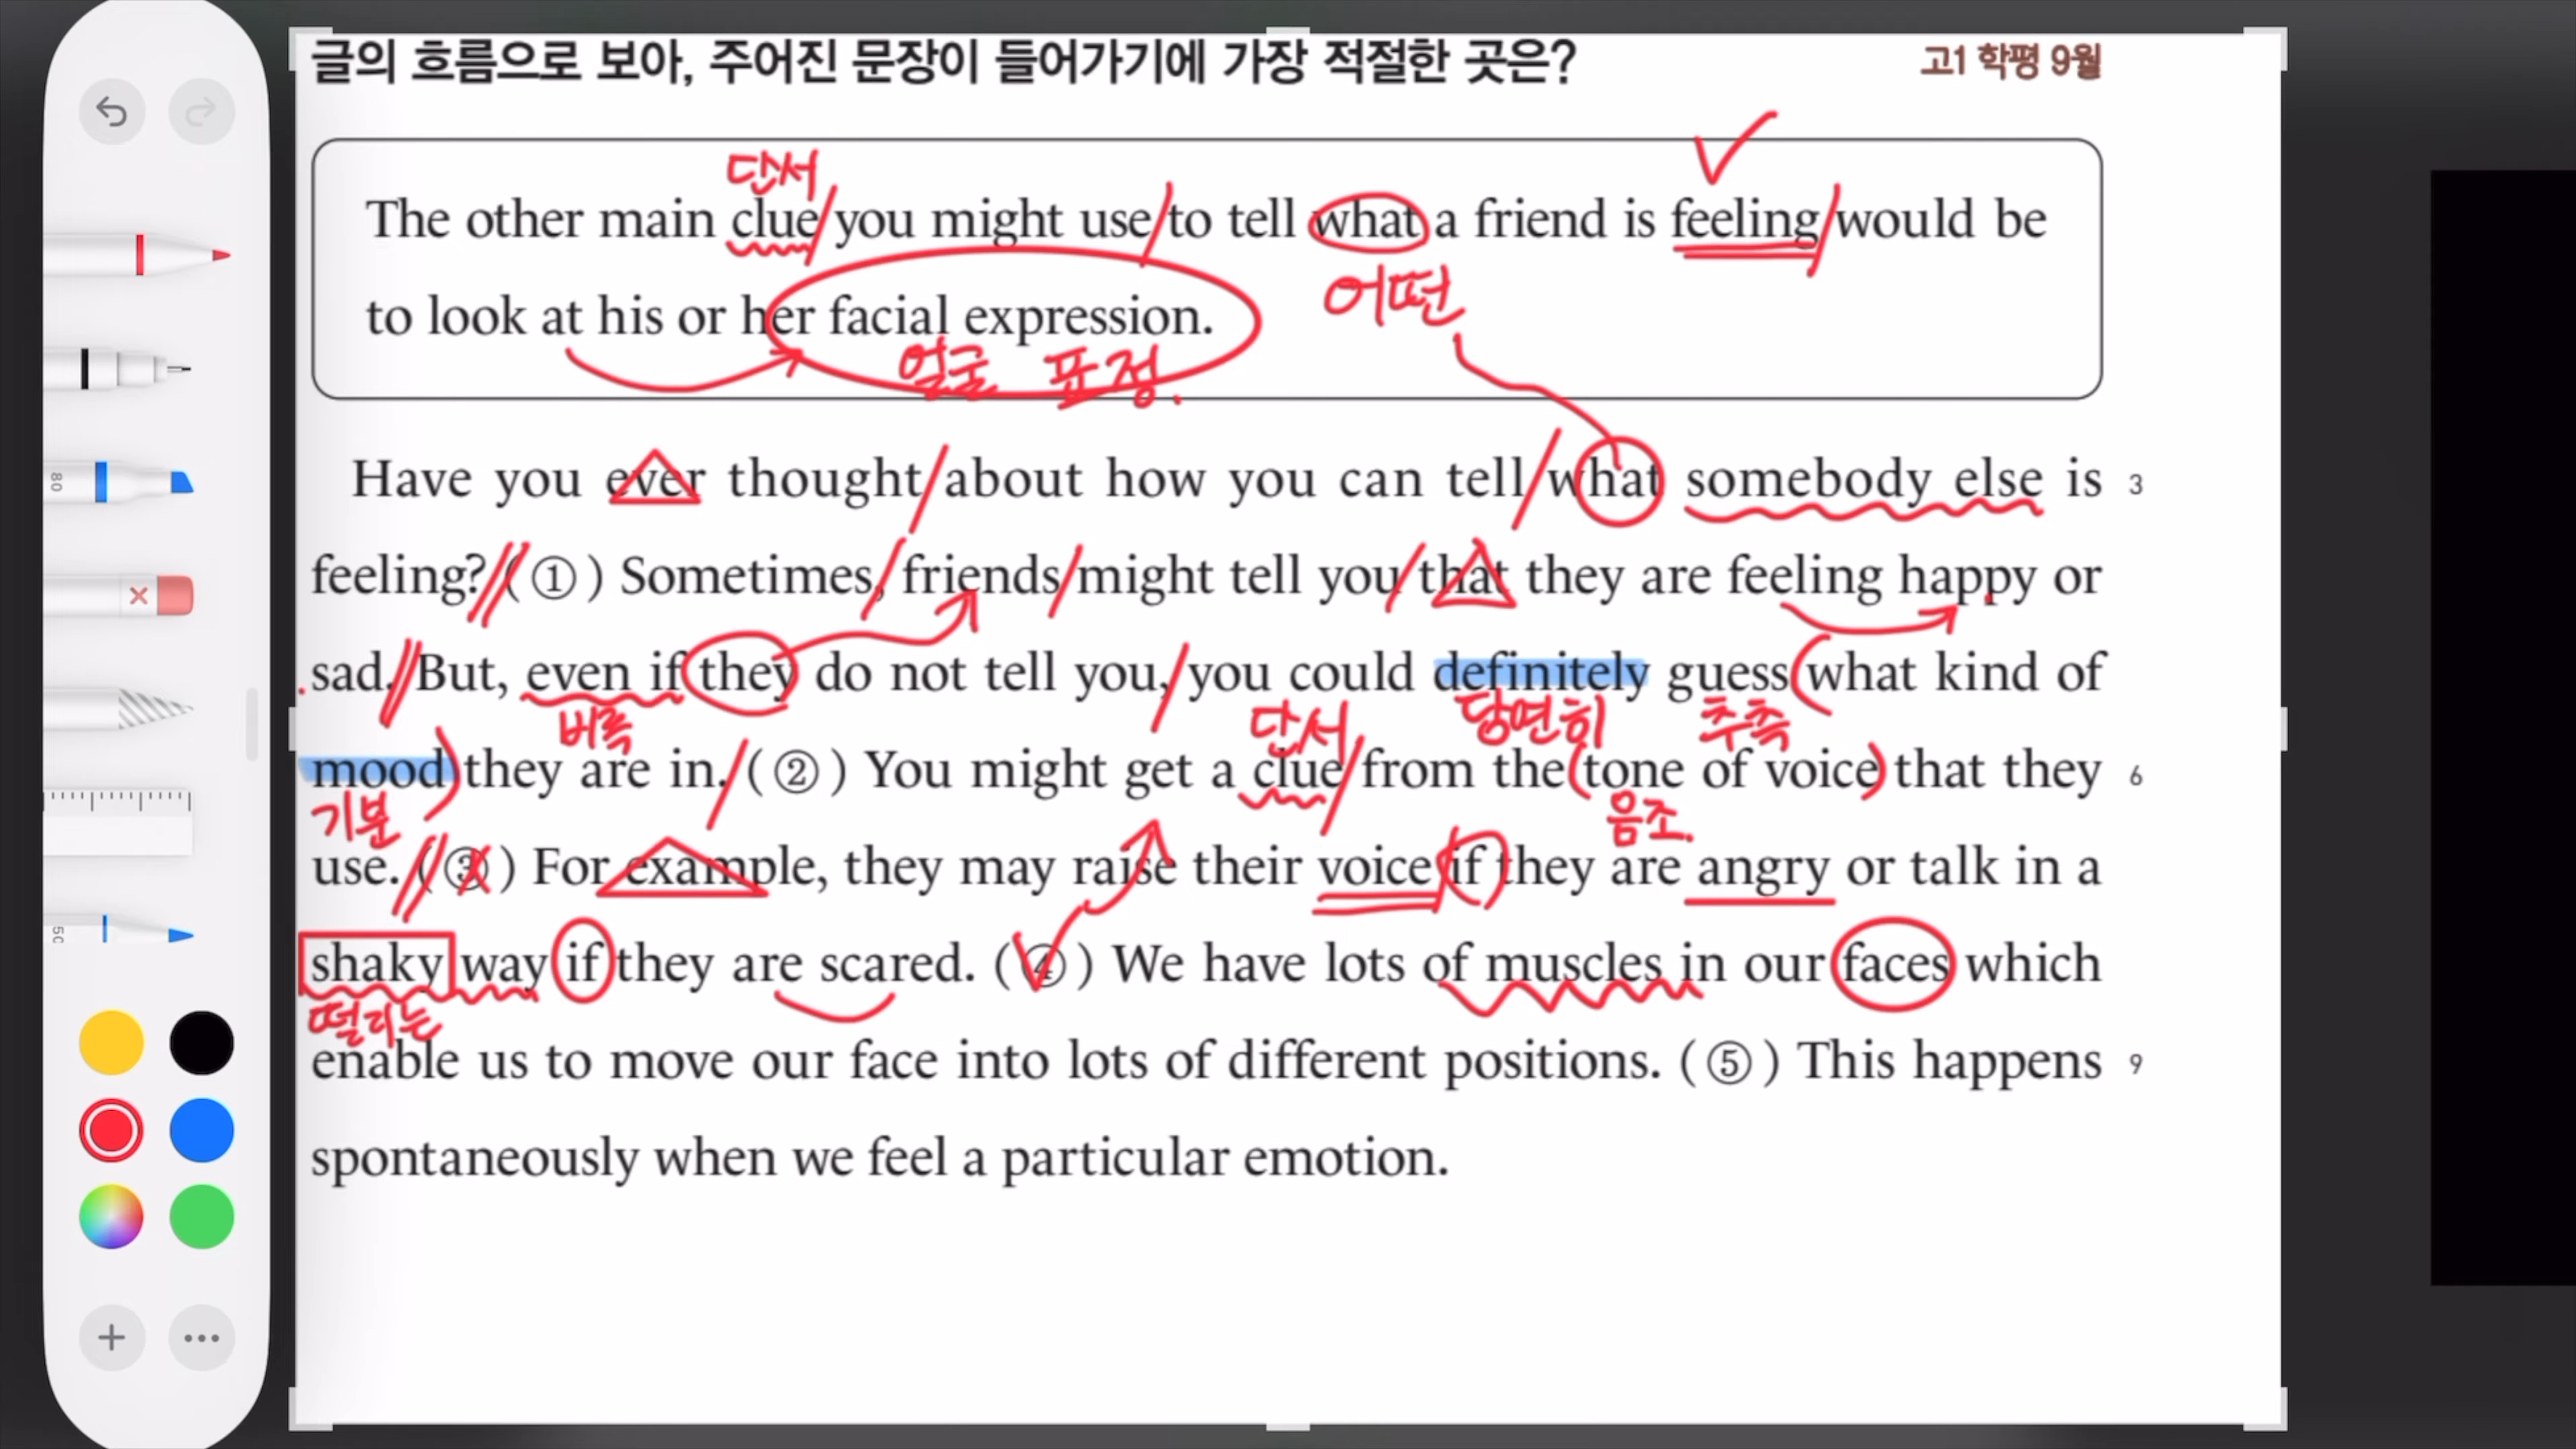 글의 흐름으로 보아, 주어진 문장이 들어가기에 가장 적절한 곳은? 고1 학평 9월
단서
The other main clue you might use to tell what a friend is feeling would be
어떤
to look at his or her facial expression.
얼굴 표정.
Have you ever thought about how you can tell what somebody else is 3
feeling? ( ① ) Sometimes, friends might tell you that they are feeling happy or
sad. But, even if they do not tell you, you could definitely guess what kind of
버록 단서 당연히 추측
mood they are in. ( ② ) You might get a clue from the tone of voice that they 6
기분 음조.
use. ( ③ ) For example, they may raise their voice if they are angry or talk in a
shaky way if they are scared. ( ④ ) We have lots of muscles in our faces which
떨리는
enable us to move our face into lots of different positions. ( ⑤ ) This happens 9
spontaneously when we feel a particular emotion.
80
50